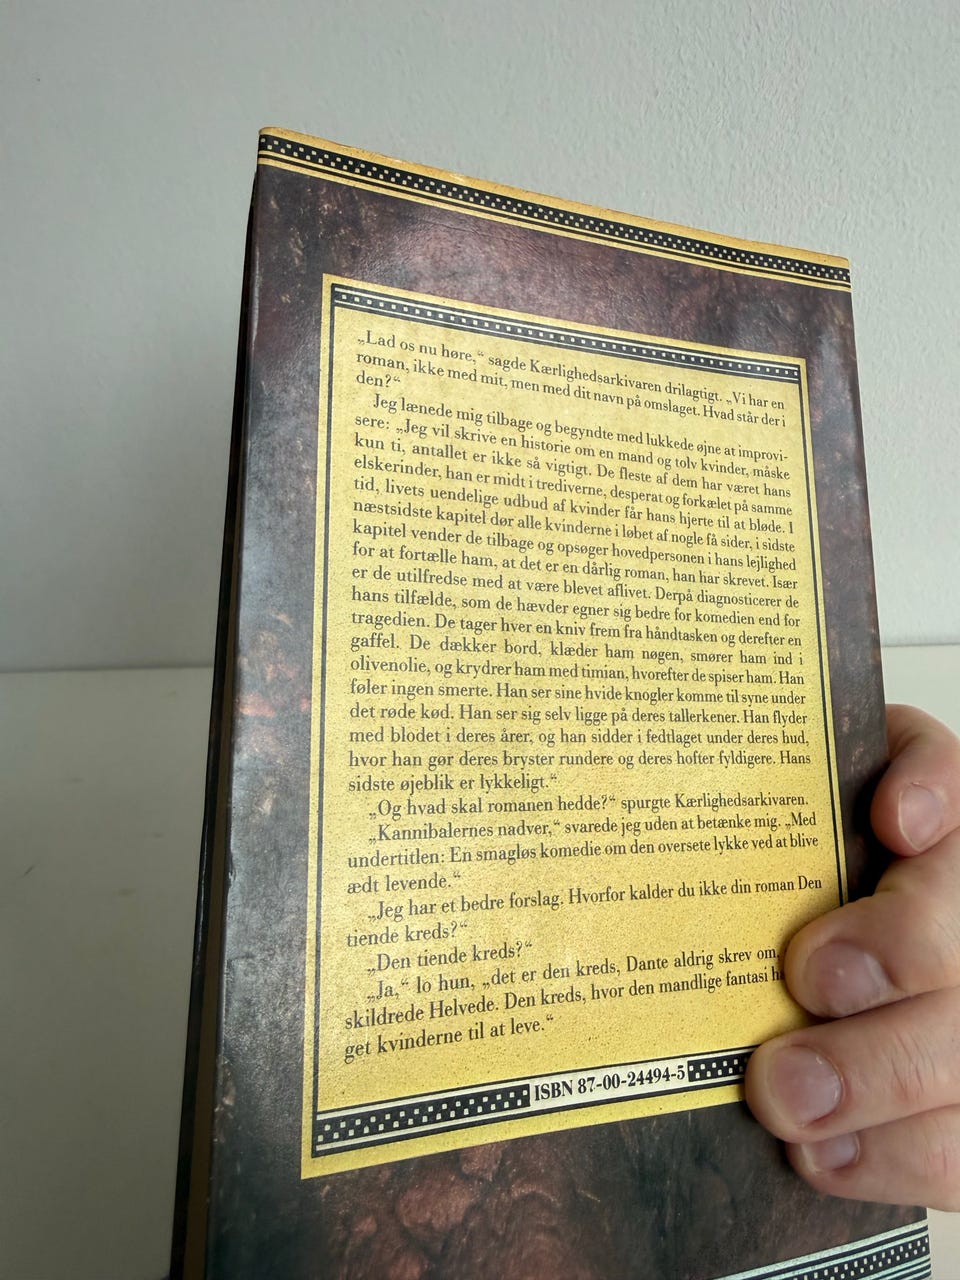 „Lad os nu høre,“ sagde Kærlighedsarkivaren drilagtigt. „Vi har en
roman, ikke med mit, men med dit navn på omslaget. Hvad står der i
den?“
Jeg lænede mig tilbage og begyndte med lukkede øjne at improvi-
sere: „Jeg vil skrive en historie om en mand og tolv kvinder, måske
kun ti, antallet er ikke så vigtigt. De fleste af dem har været hans
elskerinder, han er midt i trediverne, desperat og forkælet på samme
tid, livets uendelige udbud af kvinder får hans hjerte til at bløde. I
næstsidste kapitel dør alle kvinderne i løbet af nogle få sider, i sidste
kapitel vender de tilbage og opsøger hovedpersonen i hans lejlighed
for at fortælle ham, at det er en dårlig roman, han har skrevet. Især
er de utilfredse med at være blevet aflivet. Derpå diagnosticerer de
hans tilfælde, som de hævder egner sig bedre for komedien end for
tragedien. De tager hver en kniv frem fra håndtasken og derefter en
gaffel. De dækker bord, klæder ham nøgen, smører ham ind i
olivenolie, og krydrer ham med timian, hvorefter de spiser ham. Han
føler ingen smerte. Han ser sine hvide knogler komme til syne under
det røde kød. Han ser sig selv ligge på deres tallerkener. Han flyder
med blodet i deres årer, og han sidder i fedtlaget under deres hud,
hvor han gør deres bryster rundere og deres hofter fyldigere. Hans
sidste øjeblik er lykkeligt.“
„Og hvad skal romanen hedde?“ spurgte Kærlighedsarkivaren.
„Kannibalernes nadver,“ svarede jeg uden at betænke mig. „Med
undertitlen: En smagløs komedie om den oversete lykke ved at blive
ædt levende.“
„Jeg har et bedre forslag. Hvorfor kalder du ikke din roman Den
tiende kreds?“
„Den tiende kreds?“
„Ja,“ lo hun, „det er den kreds, Dante aldrig skrev om,
skildrede Helvede. Den kreds, hvor den mandlige fantasi
get kvinderne til at leve.“
ISBN 87-00-24494-5